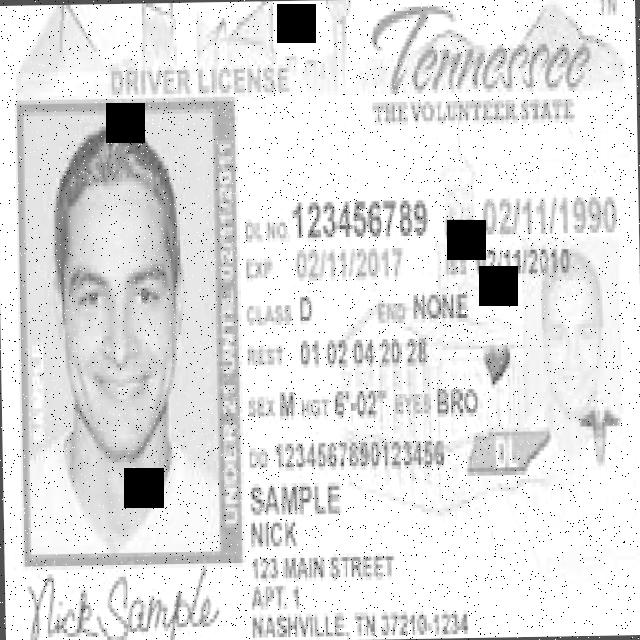 TN
Tennessee
DRIVER LICENSE
THE VOLUNTEER STATE
DL NO. 123456789 02/11/1990
EXP 02/11/2017 2/11/2010
CLASS D END NONE
REST 01 02 04 20 28
SEX M HGT 6'-02" EYES BRO
DD 1234567890123456
SAMPLE
NICK
123 MAIN STREET
APT. 1
NASHVILLE, TN 37210-1234
UNDER 21 UNTIL 02/11/2011
Nick Sample